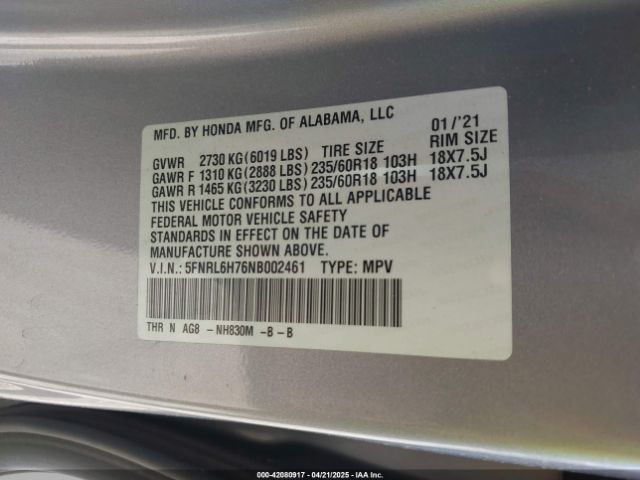 MFD. BY HONDA MFG. OF ALABAMA, LLC
01/'21
GVWR 2730 KG(6019 LBS) TIRE SIZE RIM SIZE
GAWR F 1310 KG(2888 LBS) 235/60R18 103H 18X7.5J
GAWR R 1465 KG(3230 LBS) 235/60R18 103H 18X7.5J
THIS VEHICLE CONFORMS TO ALL APPLICABLE
FEDERAL MOTOR VEHICLE SAFETY
STANDARDS IN EFFECT ON THE DATE OF
MANUFACTURE SHOWN ABOVE.
V.I.N.: 5FNRL6H76NB002461 TYPE: MPV
THR N AG8 -NH830M -B-B
000-42080917 - 04/21/2025 - IAA, Inc.